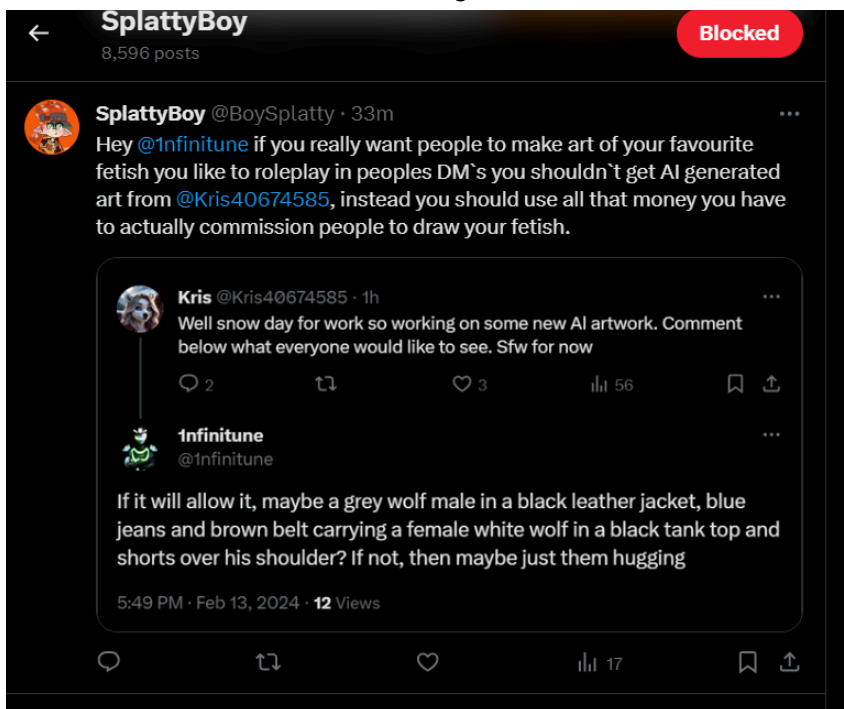 SplattyBoy
8,596 posts
Blocked
SplattyBoy @BoySplatty · 33m
Hey @1nfinitune if you really want people to make art of your favourite
fetish you like to roleplay in peoples DM`s you shouldn`t get AI generated
art from @Kris40674585, instead you should use all that money you have
to actually commission people to draw your fetish.
Kris @Kris40674585 · 1h
Well snow day for work so working on some new AI artwork. Comment
below what everyone would like to see. Sfw for now
2
3
56
1nfinitune
@1nfinitune
If it will allow it, maybe a grey wolf male in a black leather jacket, blue
jeans and brown belt carrying a female white wolf in a black tank top and
shorts over his shoulder? If not, then maybe just them hugging
5:49 PM · Feb 13, 2024 · 12 Views
17